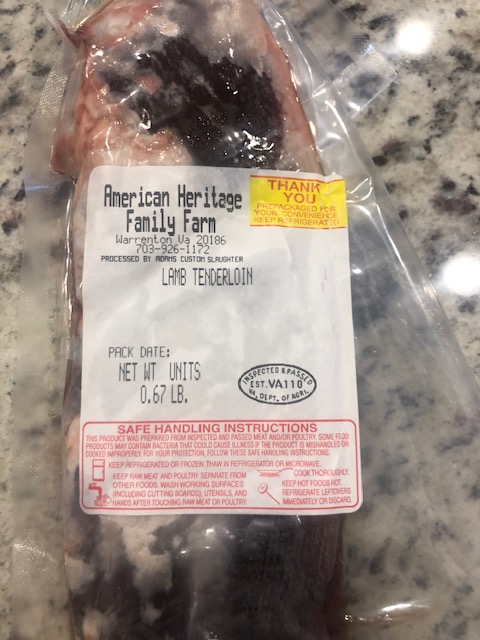 American Heritage
Family Farm
Warrenton Va 20186
703-926-1172
PROCESSED BY ADAMS CUSTOM SLAUGHTER
LAMB TENDERLOIN
THANK
YOU
PREPACKAGED FOR
YOUR CONVENIENCE
KEEP REFRIGERATED
PACK DATE:
NET WT UNITS
0.67 LB.
INSPECTED & PASSED
EST. VA110
VA. DEPT. OF AGRI.
SAFE HANDLING INSTRUCTIONS
THIS PRODUCT WAS PREPARED FROM INSPECTED AND PASSED MEAT AND/OR POULTRY. SOME FOOD
PRODUCTS MAY CONTAIN BACTERIA THAT COULD CAUSE ILLNESS IF THE PRODUCT IS MISHANDLED OR
COOKED IMPROPERLY. FOR YOUR PROTECTION, FOLLOW THESE SAFE HANDLING INSTRUCTIONS.
KEEP REFRIGERATED OR FROZEN. THAW IN REFRIGERATOR OR MICROWAVE.
KEEP RAW MEAT AND POULTRY SEPARATE FROM
OTHER FOODS. WASH WORKING SURFACES
(INCLUDING CUTTING BOARDS), UTENSILS, AND
HANDS AFTER TOUCHING RAW MEAT OR POULTRY.
COOK THOROUGHLY.
KEEP HOT FOODS HOT.
REFRIGERATE LEFTOVERS
IMMEDIATELY OR DISCARD.